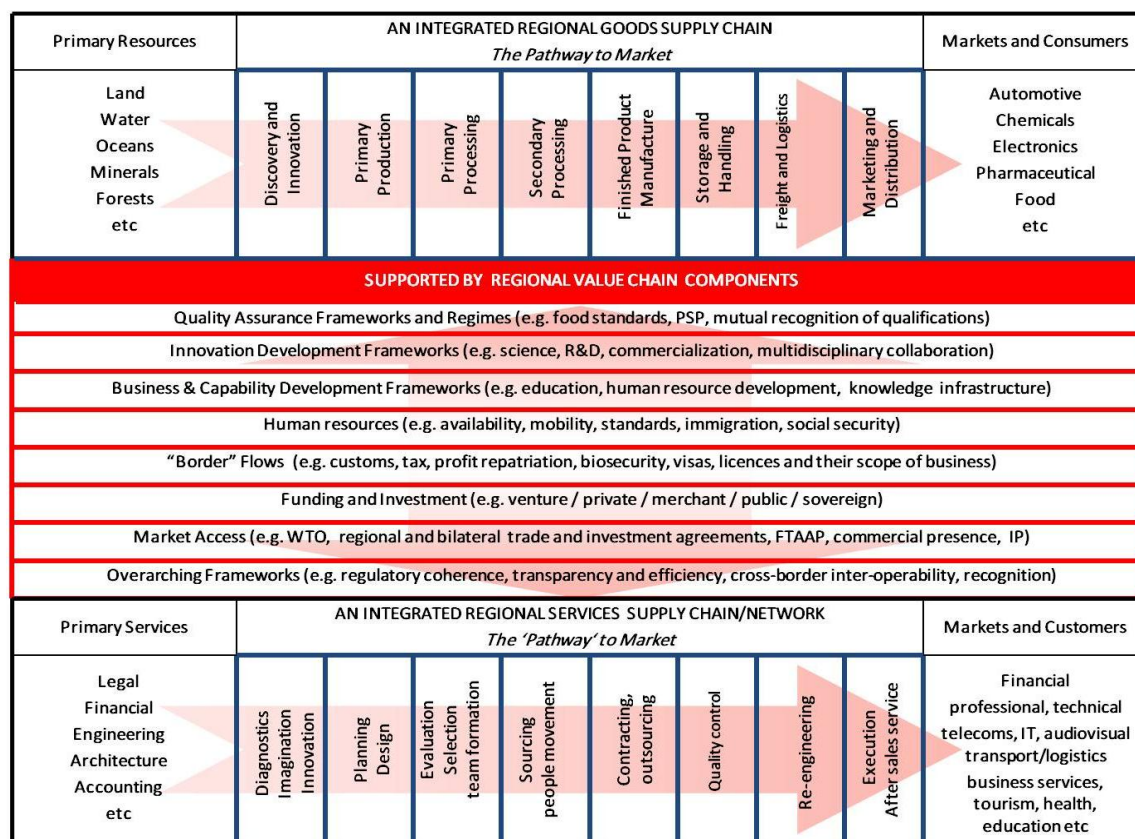 Primary Resources
AN INTEGRATED REGIONAL GOODS SUPPLY CHAIN
The Pathway to Market
Markets and Consumers
Land
Water
Oceans
Minerals
Forests
etc
Discovery and
Innovation
Primary
Production
Primary
Processing
Secondary
Processing
Finished Product
Manufacture
Storage and
Handling
Freight and Logistics
Marketing and
Distribution
Automotive
Chemicals
Electronics
Pharmaceutical
Food
etc
SUPPORTED BY REGIONAL VALUE CHAIN COMPONENTS
Quality Assurance Frameworks and Regimes (e.g. food standards, PSP, mutual recognition of qualifications)
Innovation Development Frameworks (e.g. science, R&D, commercialization, multidisciplinary collaboration)
Business & Capability Development Frameworks (e.g. education, human resource development, knowledge infrastructure)
Human resources (e.g. availability, mobility, standards, immigration, social security)
“Border” Flows (e.g. customs, tax, profit repatriation, biosecurity, visas, licences and their scope of business)
Funding and Investment (e.g. venture / private / merchant / public / sovereign)
Market Access (e.g. WTO, regional and bilateral trade and investment agreements, FTAAP, commercial presence, IP)
Overarching Frameworks (e.g. regulatory coherence, transparency and efficiency, cross-border inter-operability, recognition)
Primary Services
AN INTEGRATED REGIONAL SERVICES SUPPLY CHAIN/NETWORK
The ‘Pathway‘ to Market
Markets and Customers
Legal
Financial
Engineering
Architecture
Accounting
etc
Diagnostics
Imagination
Innovation
Planning
Design
Evaluation
Selection
team formation
Sourcing
people movement
Contracting,
outsourcing
Quality control
Re-engineering
Execution
After sales service
Financial
professional, technical
telecoms, IT, audiovisual
transport/logistics
business services,
tourism, health,
education etc